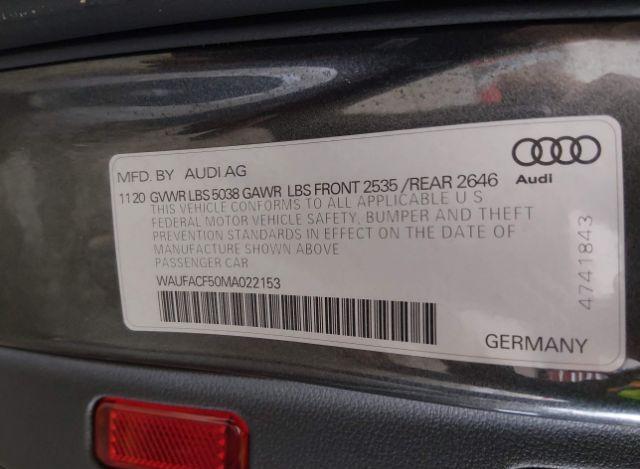 MFD. BY AUDI AG
11 20 GVWR LBS 5038 GAWR LBS FRONT 2535 /REAR 2646
THIS VEHICLE CONFORMS TO ALL APPLICABLE U S
FEDERAL MOTOR VEHICLE SAFETY, BUMPER AND THEFT
PREVENTION STANDARDS IN EFFECT ON THE DATE OF
MANUFACTURE SHOWN ABOVE
PASSENGER CAR
WAUFACF50MA022153
Audi
4741843
GERMANY